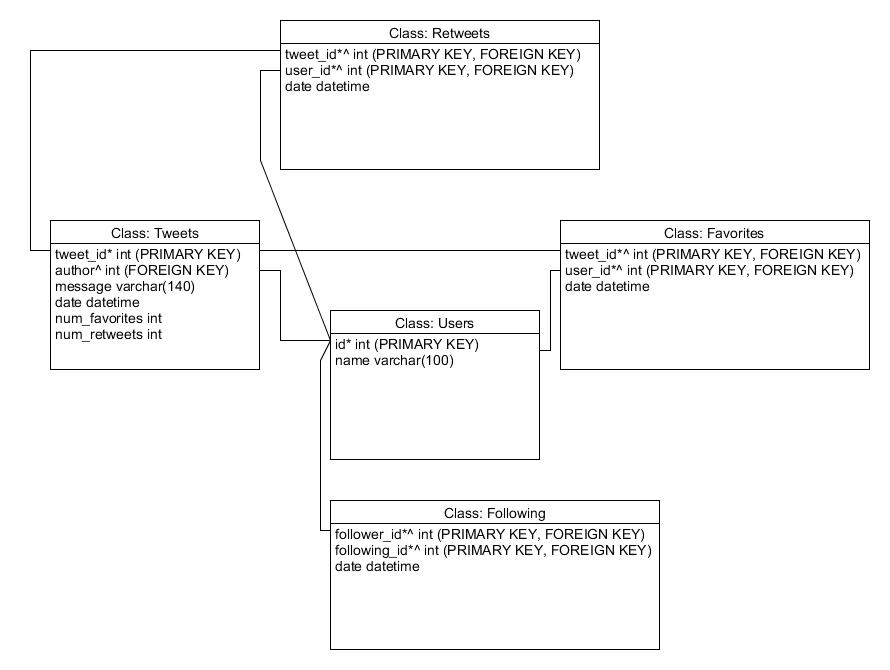 Class: Retweets
tweet_id*^ int (PRIMARY KEY, FOREIGN KEY)
user_id*^ int (PRIMARY KEY, FOREIGN KEY)
date datetime
Class: Tweets
tweet_id* int (PRIMARY KEY)
author^ int (FOREIGN KEY)
message varchar(140)
date datetime
num_favorites int
num_retweets int
Class: Favorites
tweet_id*^ int (PRIMARY KEY, FOREIGN KEY)
user_id*^ int (PRIMARY KEY, FOREIGN KEY)
date datetime
Class: Users
id* int (PRIMARY KEY)
name varchar(100)
Class: Following
follower_id*^ int (PRIMARY KEY, FOREIGN KEY)
following_id*^ int (PRIMARY KEY, FOREIGN KEY)
date datetime